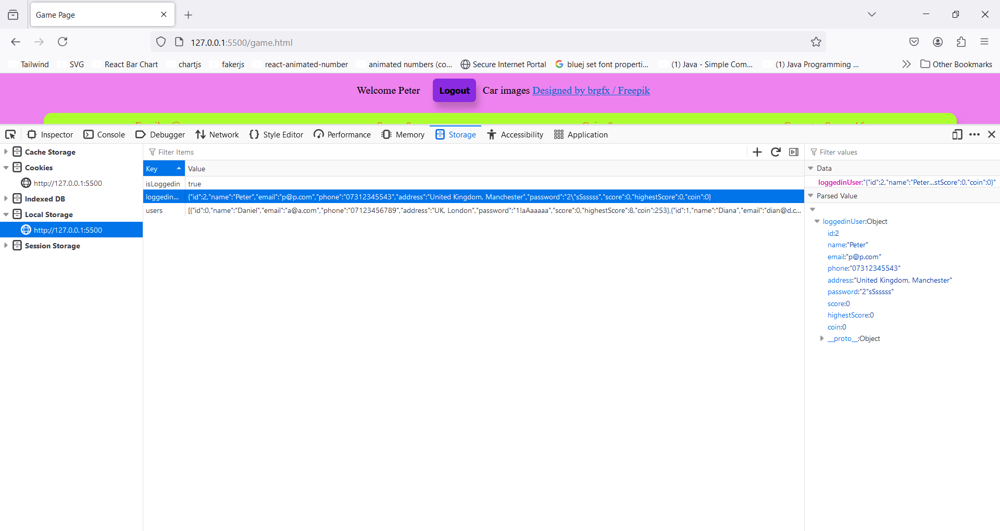 Game Page
127.0.0.1:5500/game.html
Tailwind SVG React Bar Chart chartjs fakerjs react-animated-number animated numbers (co... Secure Internet Portal bluej set font properti... (1) Java - Simple Com... (1) Java Programming ... Other Bookmarks
Welcome Peter Logout Car images Designed by brgfx / Freepik
Inspector Console Debugger Network Style Editor Performance Memory Storage Accessibility Application
Cache Storage
Cookies
http://127.0.0.1:5500
Indexed DB
Local Storage
http://127.0.0.1:5500
Session Storage
Filter Items
Key Value
isLoggedin true
loggedin... {"id":2,"name":"Peter","email":"p@p.com","phone":"07312345543","address":"United Kingdom, Manchester","password":"2\"sSsssss","score":0,"highestScore":0,"coin":0}
users [{"id":0,"name":"Daniel","email":"a@a.com","phone":"07123456789","address":"UK, London","password":"1!aAaaaaa","score":0,"highestScore":8,"coin":253},{"id":1,"name":"Diana","email":"dian@d.c...
Filter values
Data
loggedinUser:"{"id":2,"name":"Peter...stScore":0,"coin":0}"
Parsed Value
loggedinUser:Object
id:2
name:"Peter"
email:"p@p.com"
phone:"07312345543"
address:"United Kingdom, Manchester"
password:"2"sSsssss"
score:0
highestScore:0
coin:0
__proto__:Object